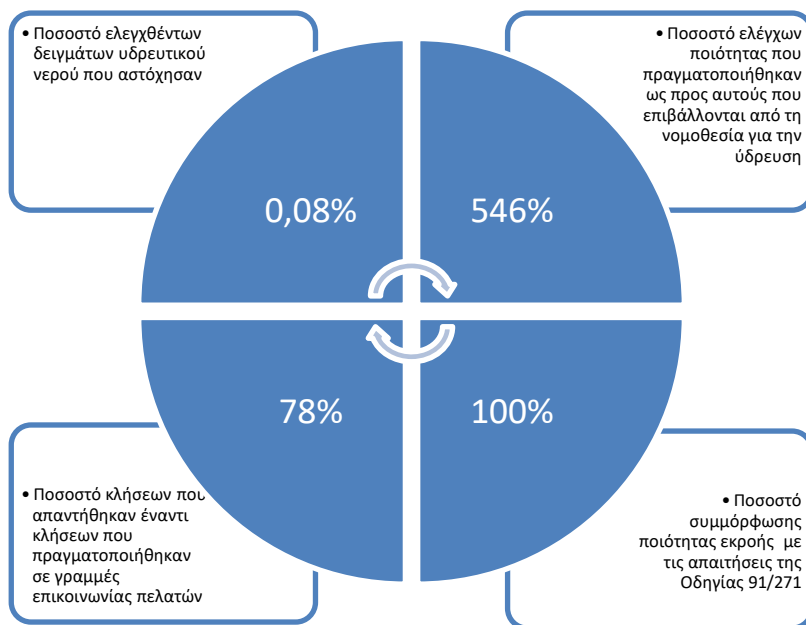 • Ποσοστό ελεγχθέντων
δειγμάτων υδρευτικού
νερού που αστόχησαν
• Ποσοστό ελέγχων
ποιότητας που
πραγματοποιήθηκαν
ως προς αυτούς που
επιβάλλονται από τη
νομοθεσία για την
ύδρευση
0,08%
546%
78%
100%
• Ποσοστό κλήσεων που
απαντήθηκαν έναντι
κλήσεων που
πραγματοποιήθηκαν
σε γραμμές
επικοινωνίας πελατών
• Ποσοστό
συμμόρφωσης
ποιότητας εκροής με
τις απαιτήσεις της
Οδηγίας 91/271